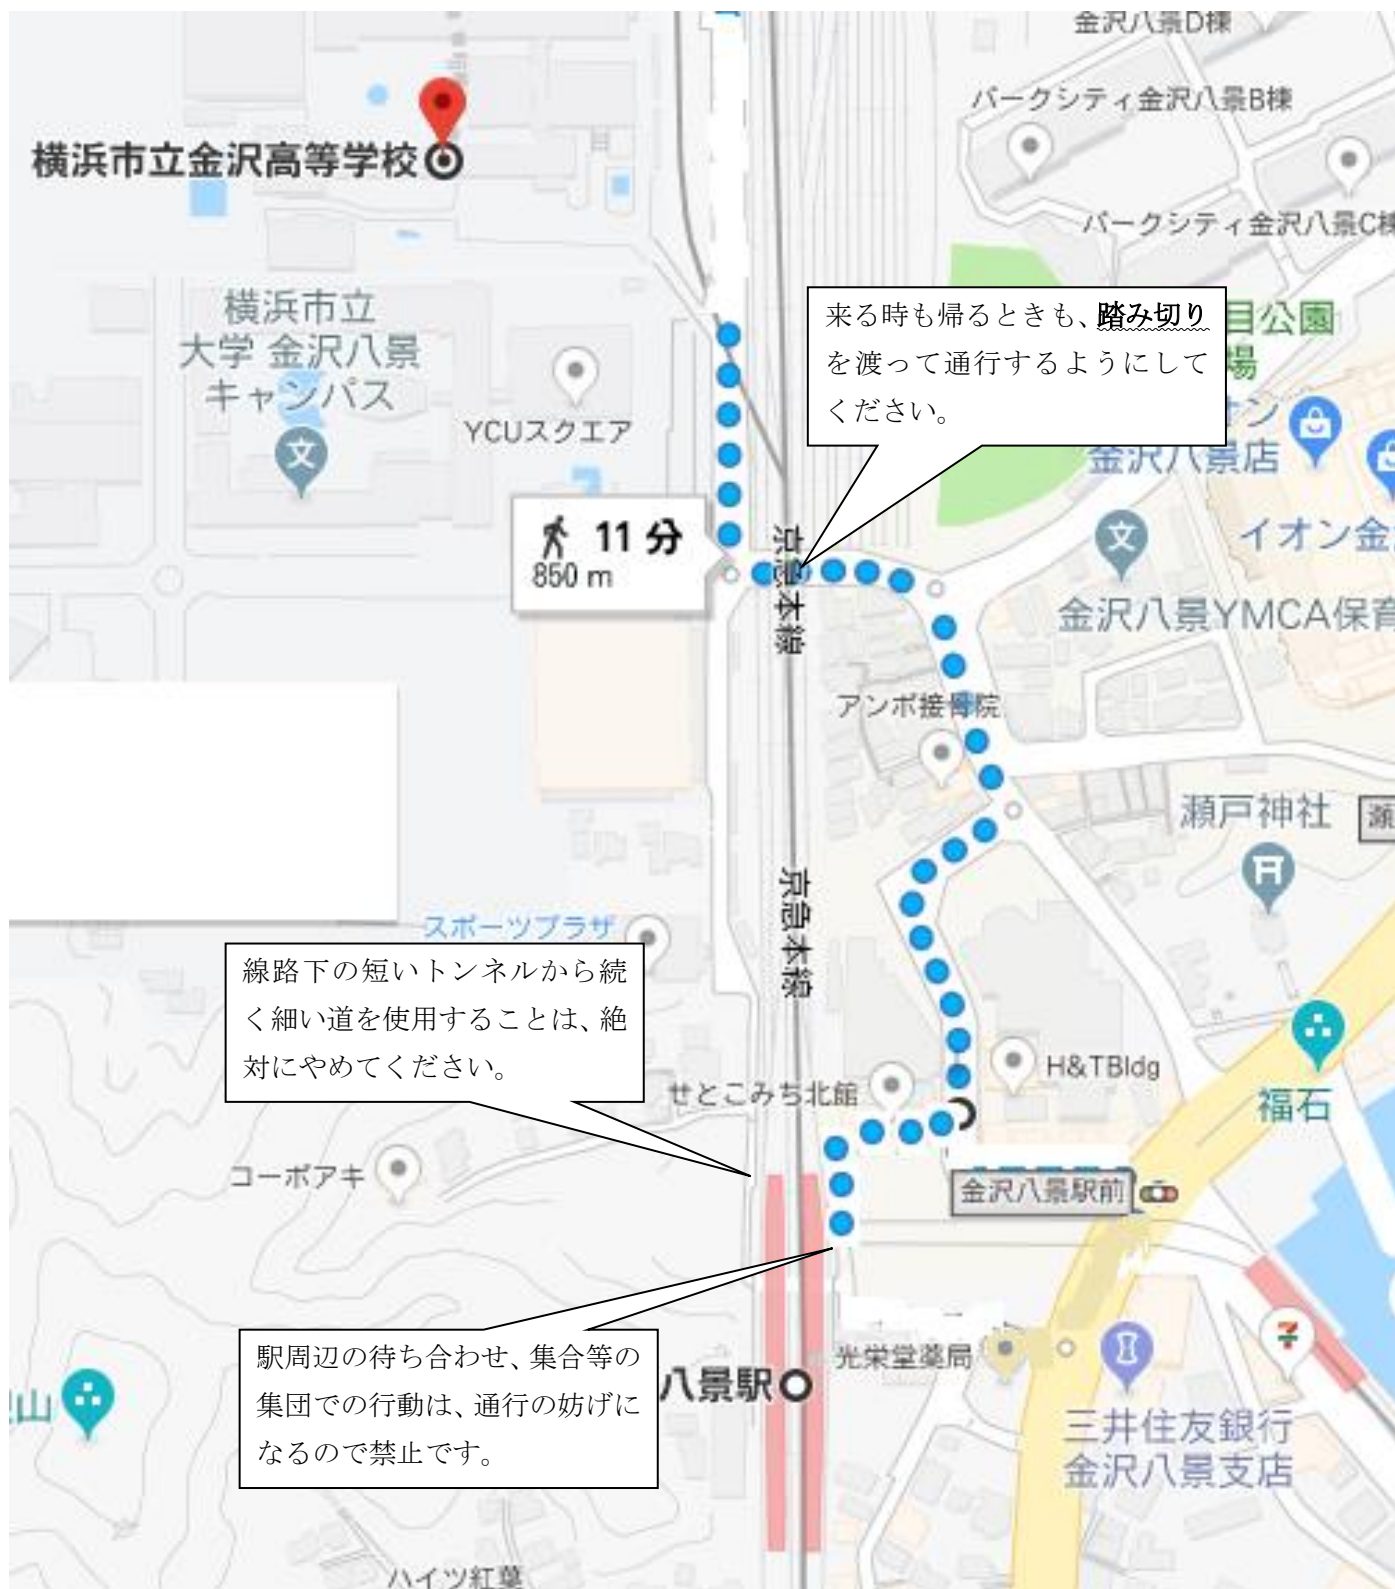 金沢八景D棟
パークシティ金沢八景B棟
横浜市立金沢高等学校
パークシティ金沢八景C棟
横浜市立
大学 金沢八景
キャンパス
来る時も帰るときも、踏み切り
を渡って通行するようにして
ください。
目公園
場
YCUスクエア
オン
金沢八景店
11 分
850 m
京急本線
イオン金
金沢八景YMCA保育
アンポ接骨院
瀬戸神社
瀬
京急本線
スポーツプラザ
線路下の短いトンネルから続
く細い道を使用することは、絶
対にやめてください。
せとこみち北館
H&TBldg
福石
コーポアキ
金沢八景駅前
駅周辺の待ち合わせ、集合等の
集団での行動は、通行の妨げに
なるので禁止です。
八景駅
光栄堂薬局
7
山
三井住友銀行
金沢八景支店
ハイツ紅葉